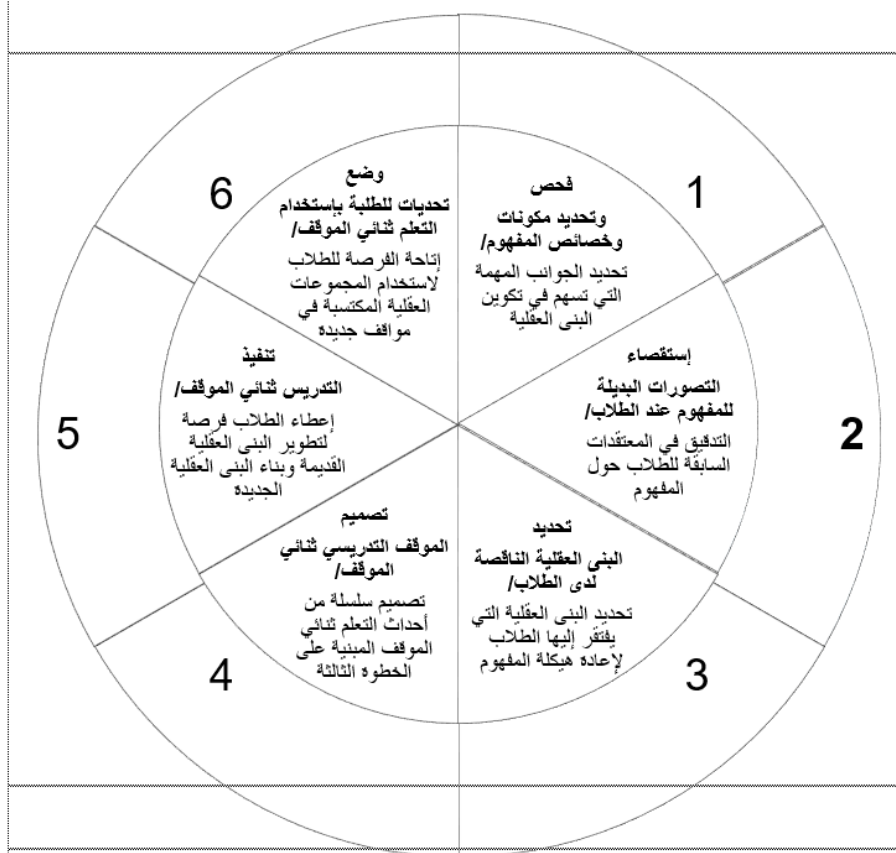 1
فحص
وتحديد مكونات
وخصائص المفهوم/
تحديد الجوانب المهمة
التي تسهم في تكوين
البنى العقلية
2
إستقصاء
التصورات البديلة
للمفهوم عند الطلاب/
التدقيق في المعتقدات
السابقة للطلاب حول
المفهوم
3
تحديد
البنى العقلية الناقصة
لدى الطلاب/
تحديد البنى العقلية التي
يفتقر إليها الطلاب
لإعادة هيكلة المفهوم
4
تصميم
الموقف التدريسي ثنائي
الموقف/
تصميم سلسلة من
أحداث التعلم ثنائي
الموقف المبنية على
الخطوة الثالثة
5
تنفيذ
التدريس ثنائي الموقف/
إعطاء الطلاب فرصة
لتطوير البنى العقلية
القديمة وبناء البنى العقلية
الجديدة
6
وضع
تحديات للطلبة بإستخدام
التعلم ثنائي الموقف/
إتاحة الفرصة للطلاب
لاستخدام المجموعات
العقلية المكتسبة في
مواقف جديدة